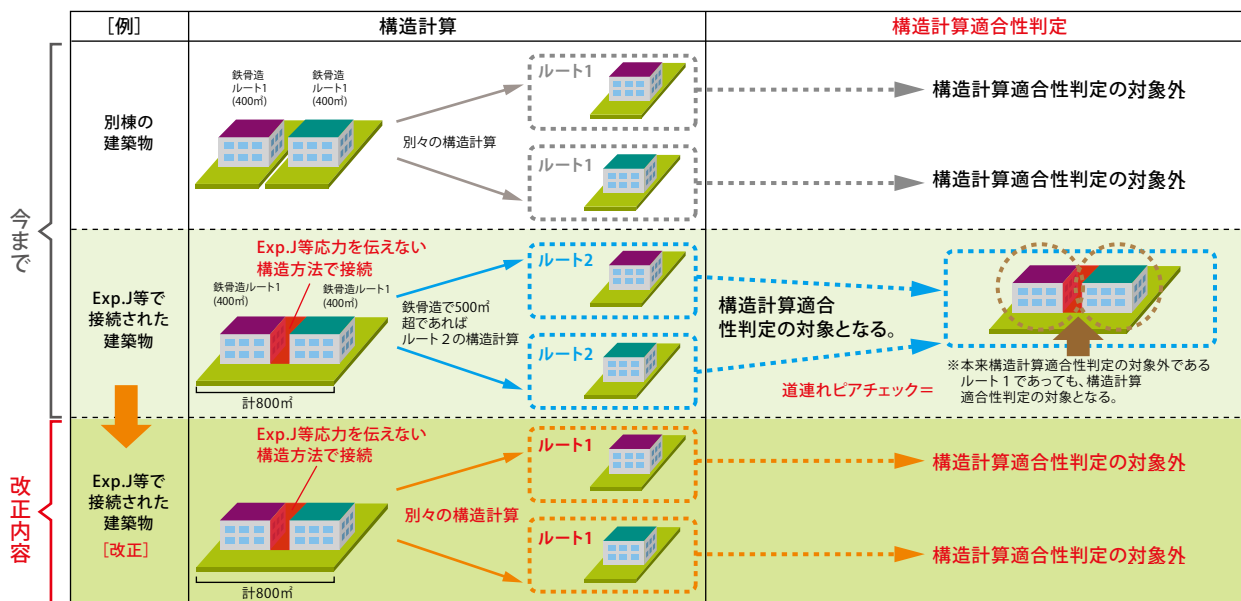 [例]
構造計算
構造計算適合性判定
今まで
別棟の
建築物
鉄骨造
ルート1
(400㎡)
鉄骨造
ルート1
(400㎡)
別々の構造計算
ルート1
ルート1
構造計算適合性判定の対象外
構造計算適合性判定の対象外
Exp.J等で
接続された
建築物
Exp.J等応力を伝えない
構造方法で接続
鉄骨造ルート1
(400㎡)
鉄骨造ルート1
(400㎡)
計800㎡
鉄骨造で500㎡
超であれば
ルート2の構造計算
ルート2
ルート2
構造計算適合
性判定の対象となる。
道連れピアチェック=
※本来構造計算適合性判定の対象外である
ルート1であっても、構造計算
適合性判定の対象となる。
改正内容
Exp.J等で
接続された
建築物
[改正]
Exp.J等応力を伝えない
構造方法で接続
計800㎡
別々の構造計算
ルート1
ルート1
構造計算適合性判定の対象外
構造計算適合性判定の対象外